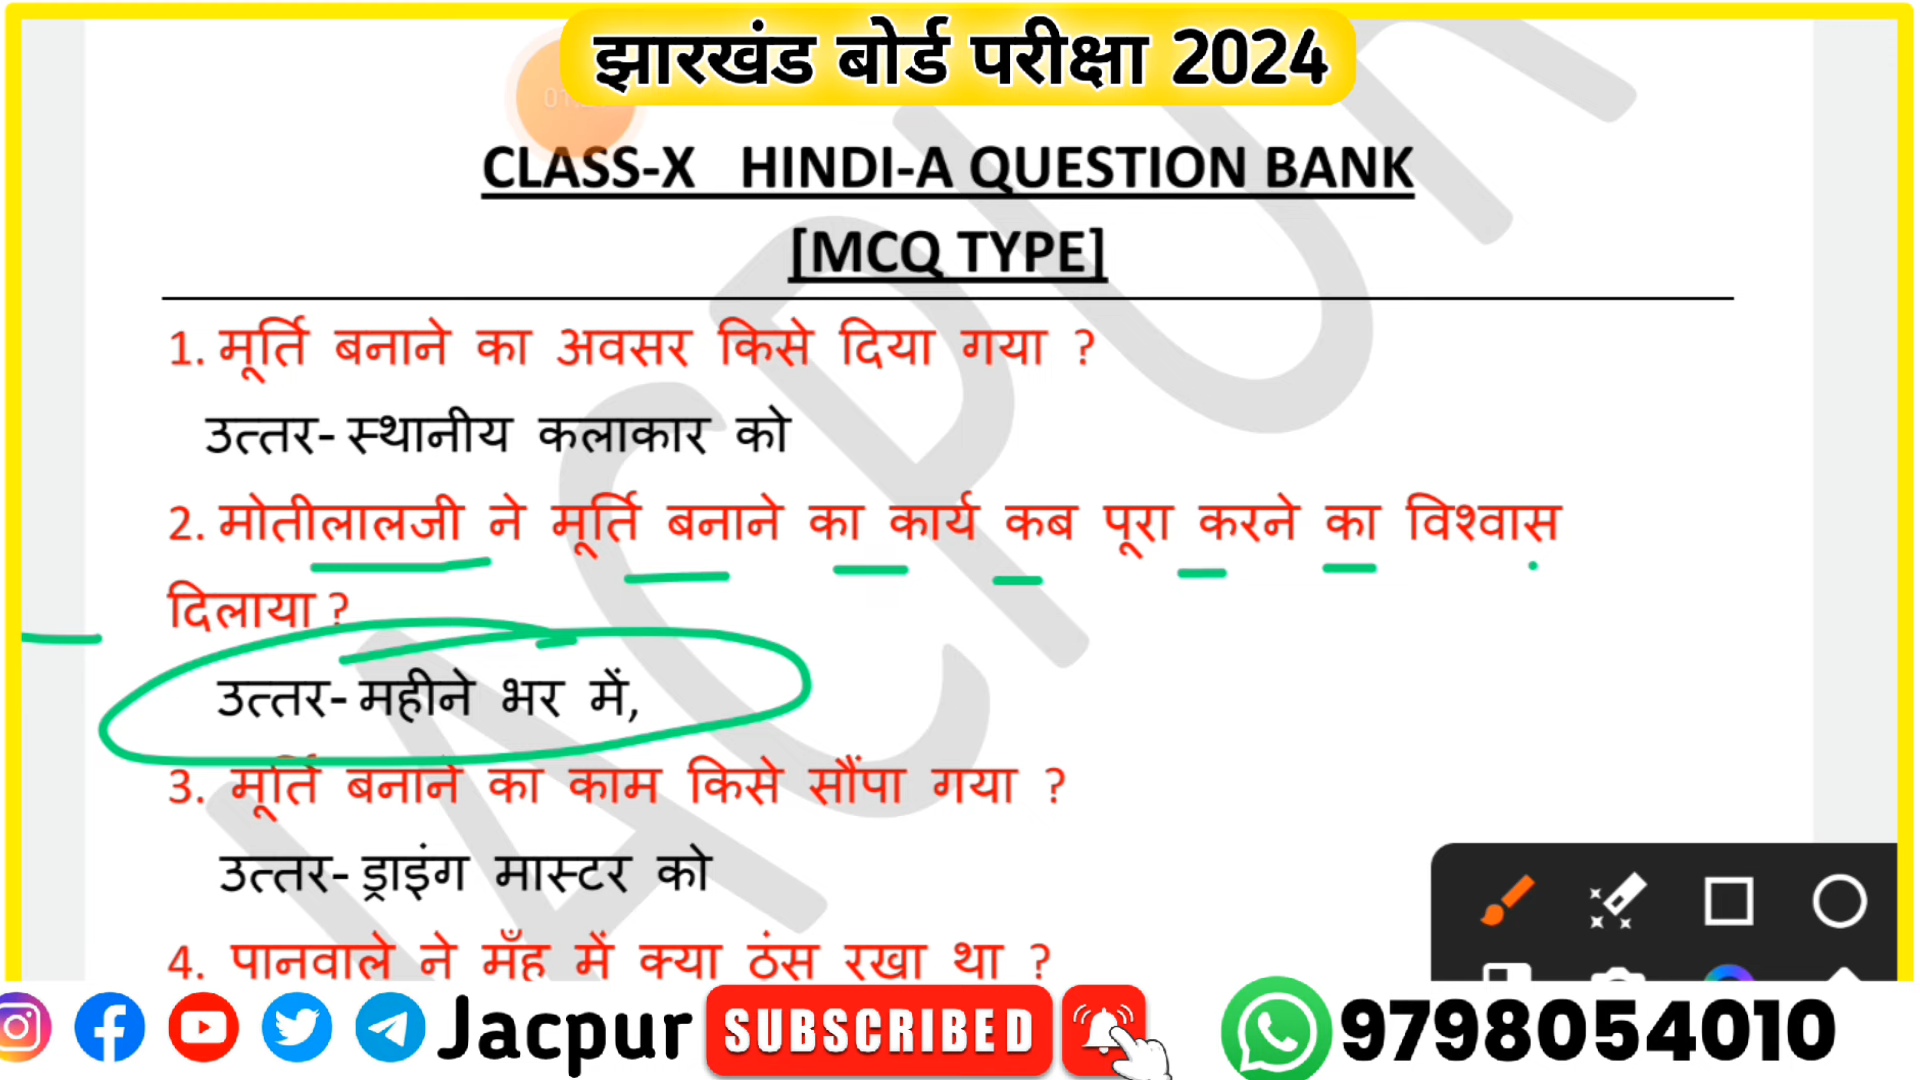 झारखंड बोर्ड परीक्षा 2024
CLASS-X HINDI-A QUESTION BANK
[MCQ TYPE]
1. मूर्ति बनाने का अवसर किसे दिया गया ?
उत्तर- स्थानीय कलाकार को
2. मोतीलालजी ने मूर्ति बनाने का कार्य कब पूरा करने का विश्वास
दिलाया ?
उत्तर- महीने भर में,
3. मूर्ति बनाने का काम किसे सौंपा गया ?
उत्तर- ड्राइंग मास्टर को
4. पानवाले ने मुँह में क्या ठूंस रखा था ?
Jacpur SUBSCRIBED 9798054010
JACPUR